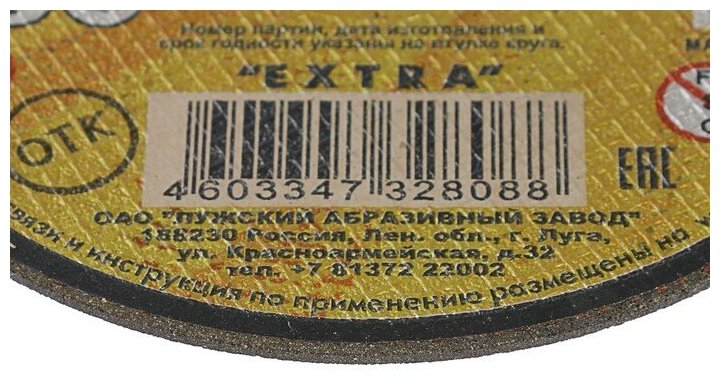 Номер партии, дата изготовления и
срок годности указаны на втулке круга.
"EXTRA"
ОТК
4 603347 328088
EAC
ОАО "ЛУЖСКИЙ АБРАЗИВНЫЙ ЗАВОД"
188230 Россия, Лен. обл., г. Луга,
ул. Красноармейская, д.32
тел. +7 81372 22002
и инструкция по применению размещены на